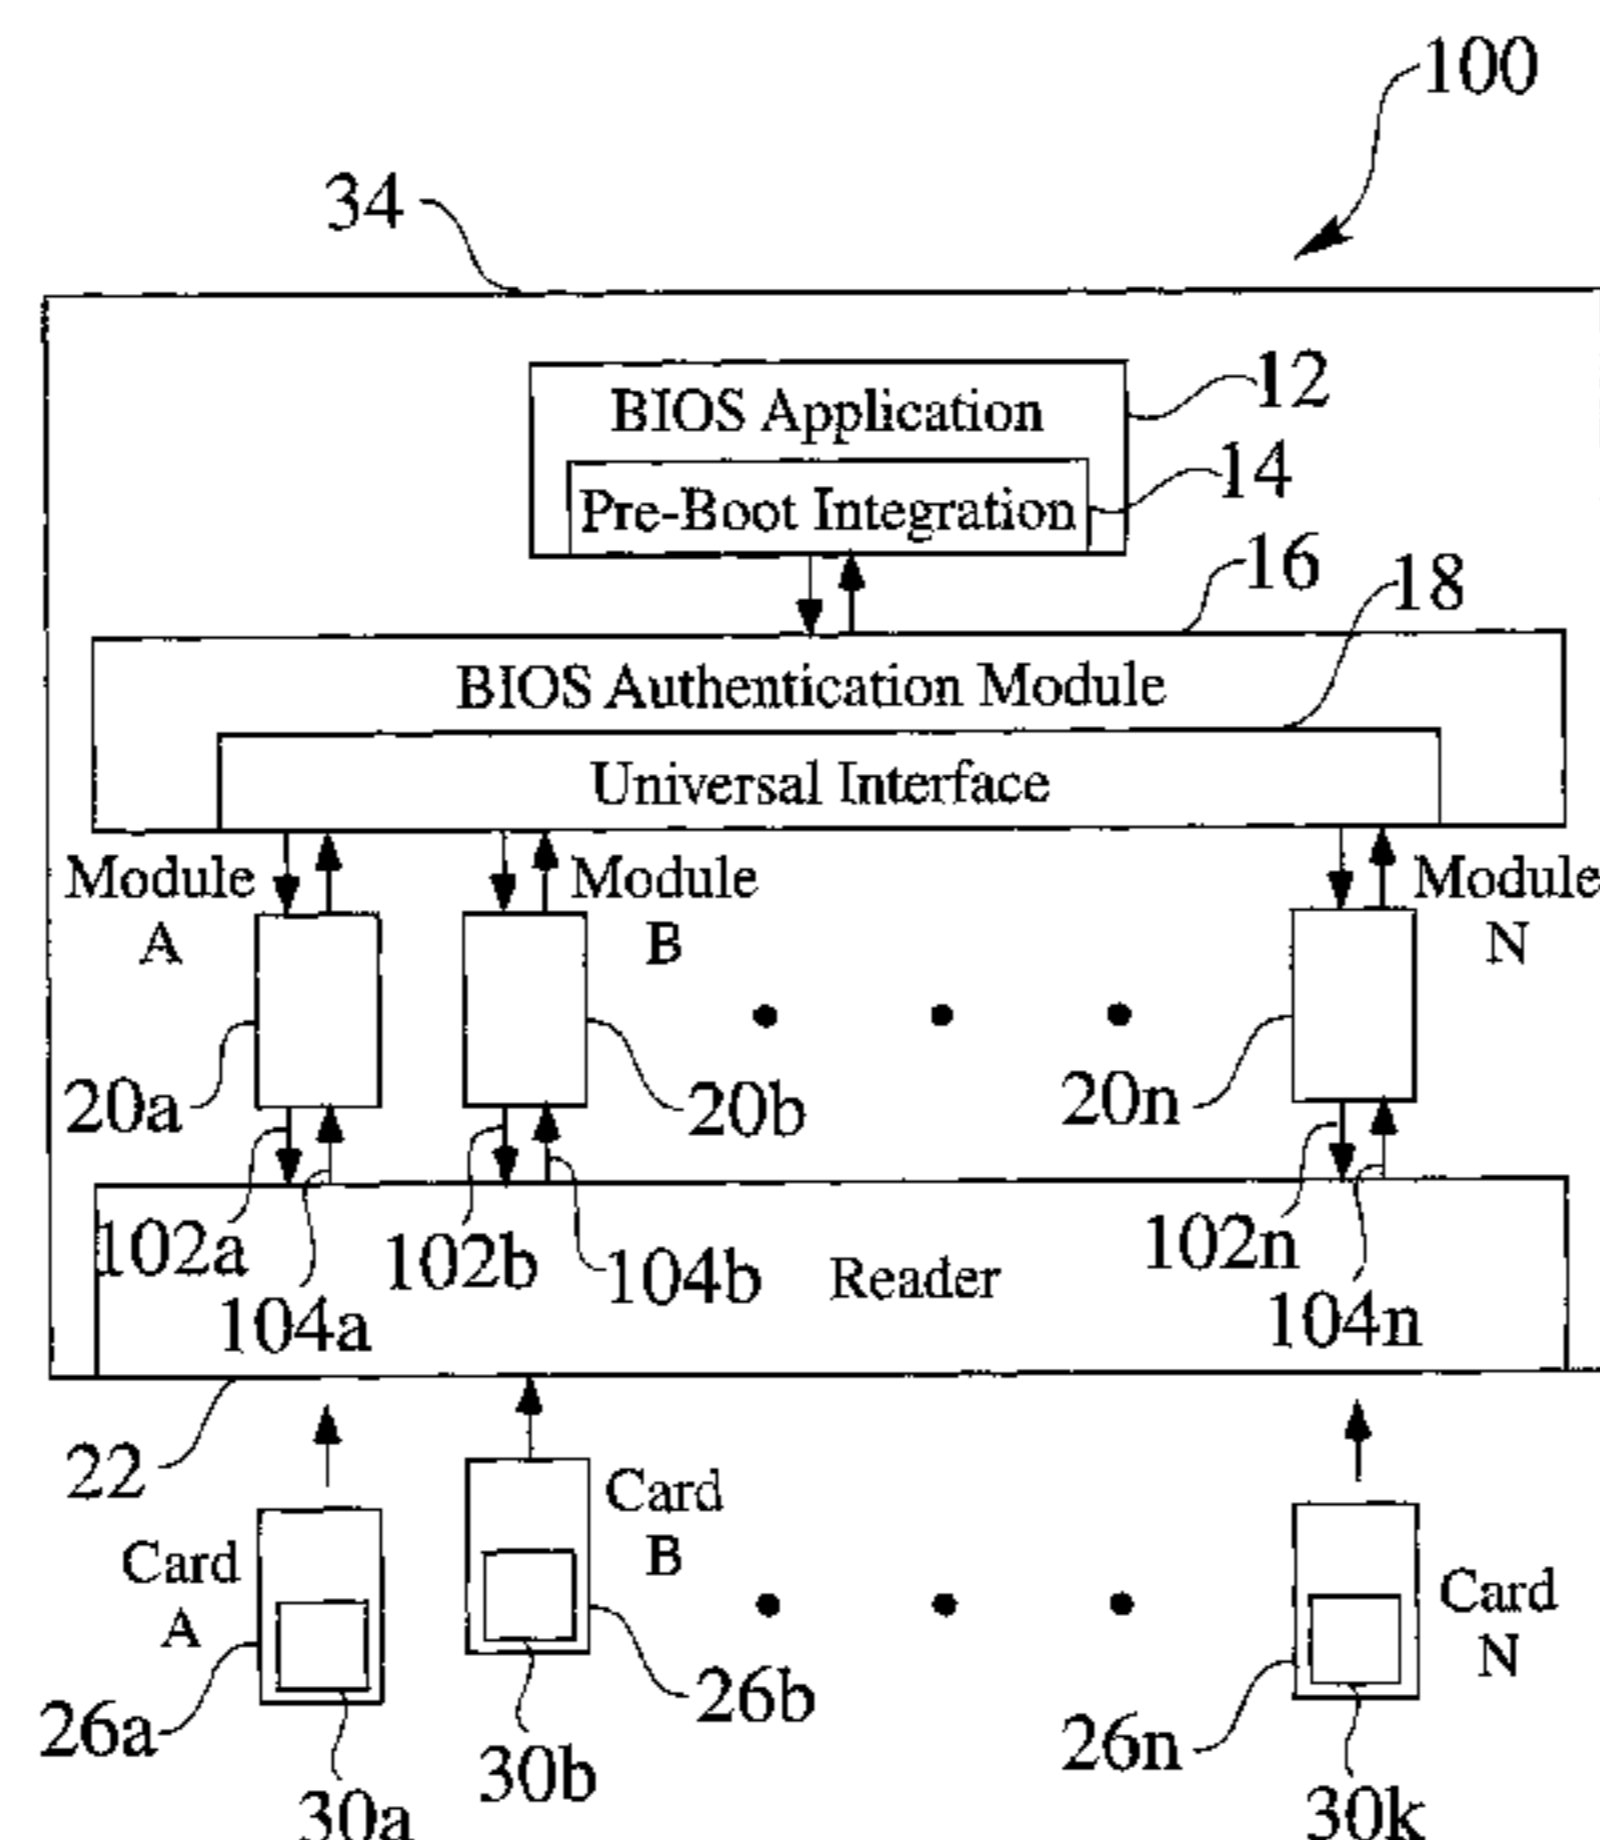 100
34
BIOS Application
12
Pre-Boot Integration
14
16
18
BIOS Authentication Module
Universal Interface
Module
A
Module
B
Module
N
20a
20b
20n
102a
104a
102b
104b
Reader
102n
104n
22
Card
A
Card
B
Card
N
26a
26b
26n
30a
30b
30k